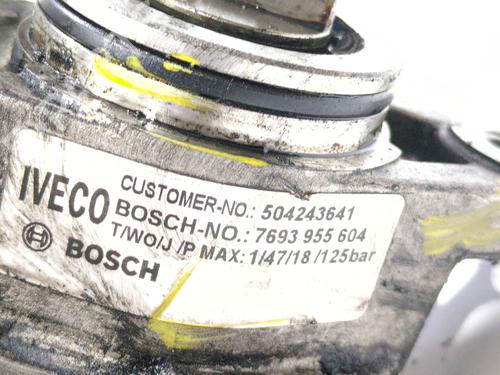 IVECO
CUSTOMER-NO.: 504243641
BOSCH-NO.: 7693 955 604
T/WO/J /P MAX: 1/47/18 /125bar
BOSCH